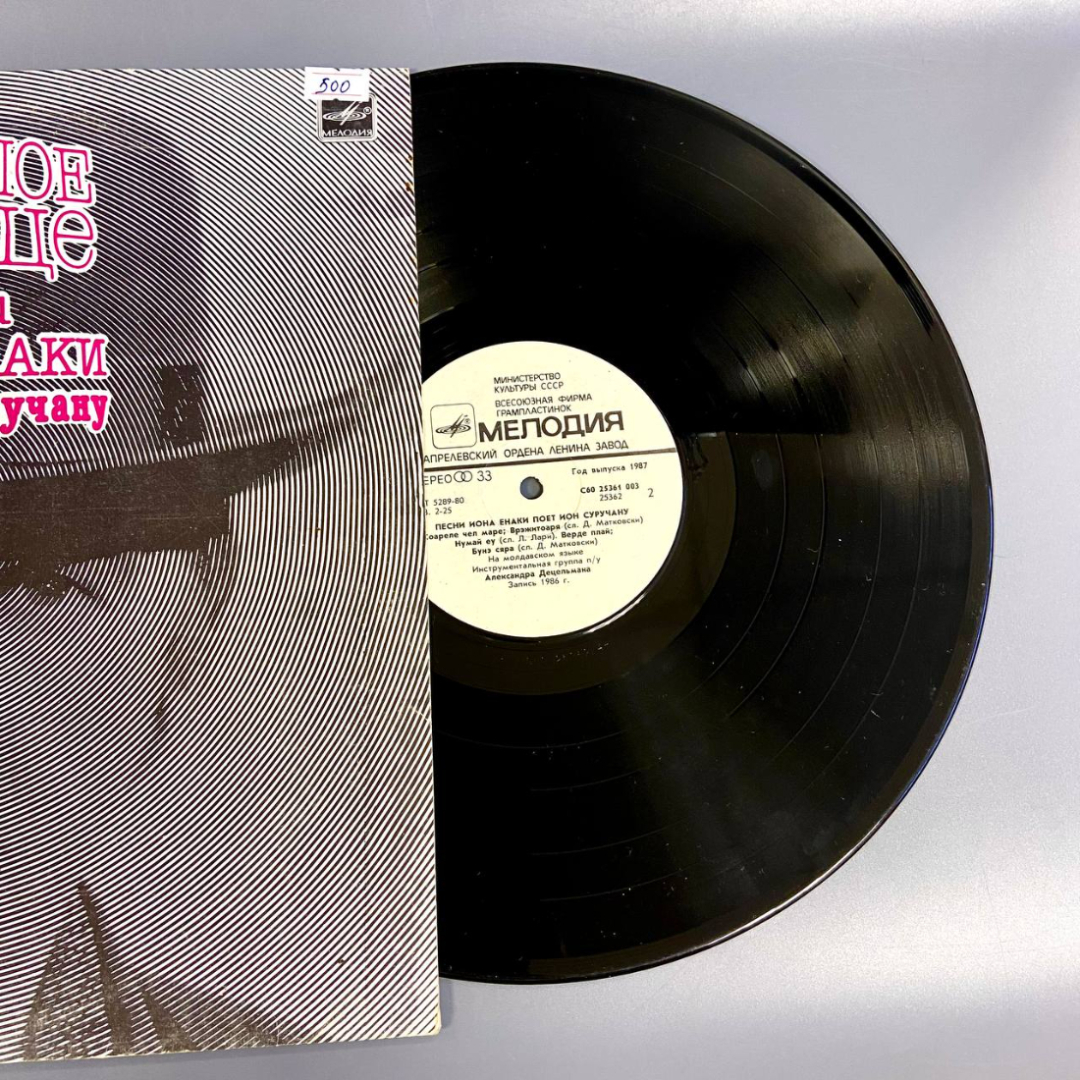 500
МЕЛОДИЯ
НОЕ
ЦЕ
АКИ
учану
МИНИСТЕРСТВО
КУЛЬТУРЫ СССР
ВСЕСОЮЗНАЯ ФИРМА
ГРАМПЛАСТИНОК
МЕЛОДИЯ
АПРЕЛЕВСКИЙ ОРДЕНА ЛЕНИНА ЗАВОД
ЕРЕО 33
Год выпуска 1987
Т 5289-80
С60 25361 003
2-25
25362
2
ПЕСНИ ИОНА ЕНАКИ ПОЕТ ИОН СУРУЧАНУ
Соареле чел маре; Врэжитоаря (сл. Д. Матковски)
Нумай еу (сл. Л. Лари). Верде плай;
Бунэ сяра (сл. Д. Матковски)
На молдавском языке
Инструментальная группа п/у
Александра Децельмана
Запись 1986 г.